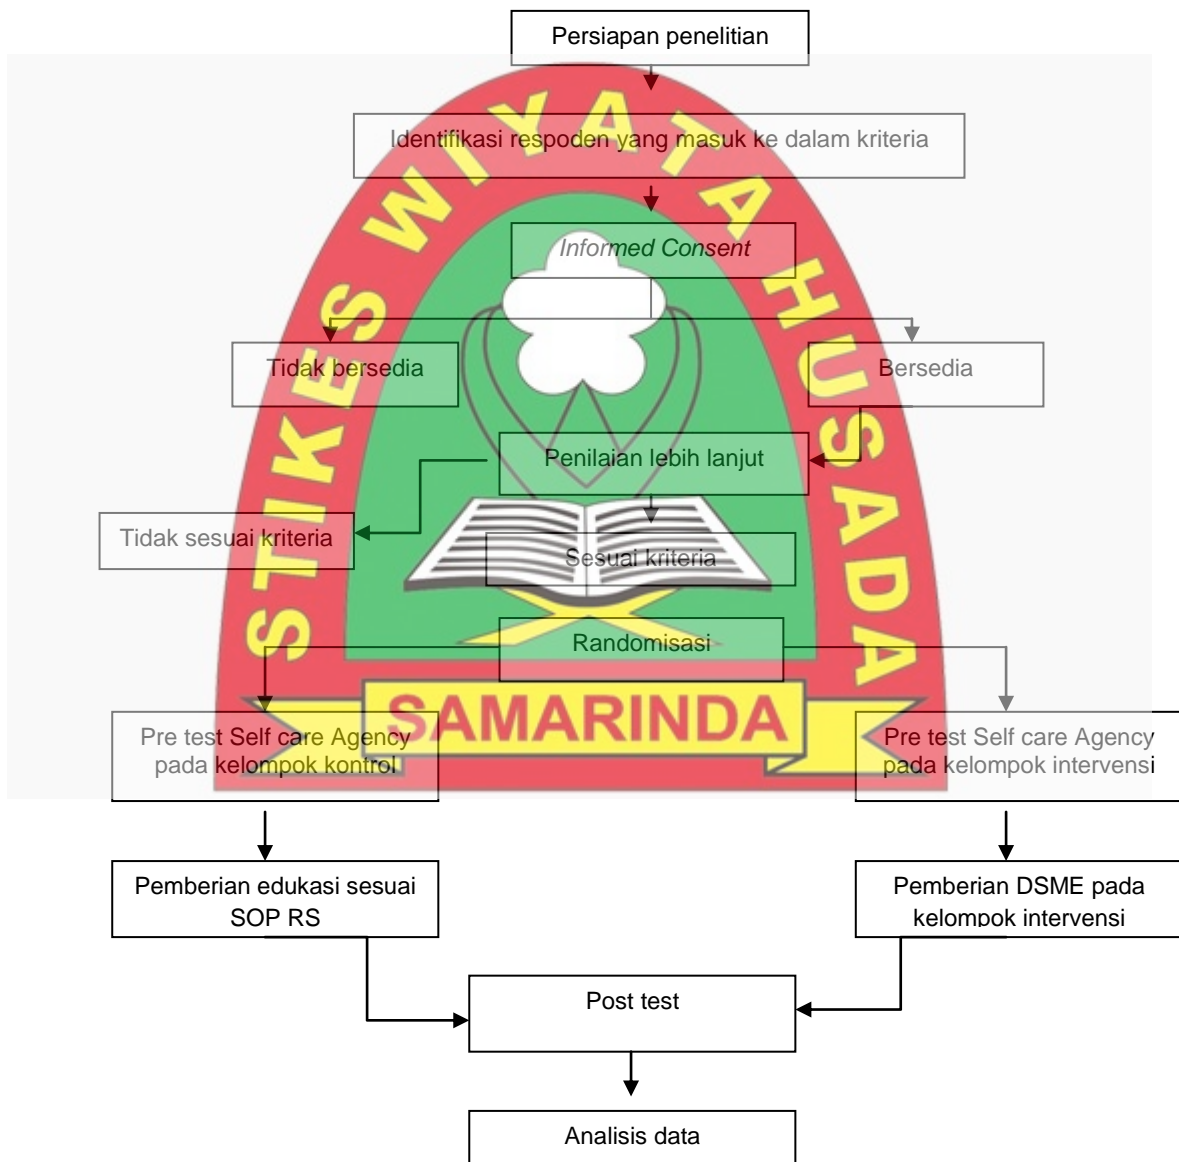 Persiapan penelitian
Identifikasi respoden yang masuk ke dalam kriteria
Informed Consent
Tidak bersedia
Bersedia
Penilaian lebih lanjut
Tidak sesuai kriteria
Sesuai kriteria
Randomisasi
Pre test Self care Agency
pada kelompok kontrol
Pre test Self care Agency
pada kelompok intervensi
Pemberian edukasi sesuai
SOP RS
Pemberian DSME pada
kelompok intervensi
Post test
Analisis data
STIKES WIYATA HUSADA
SAMARINDA